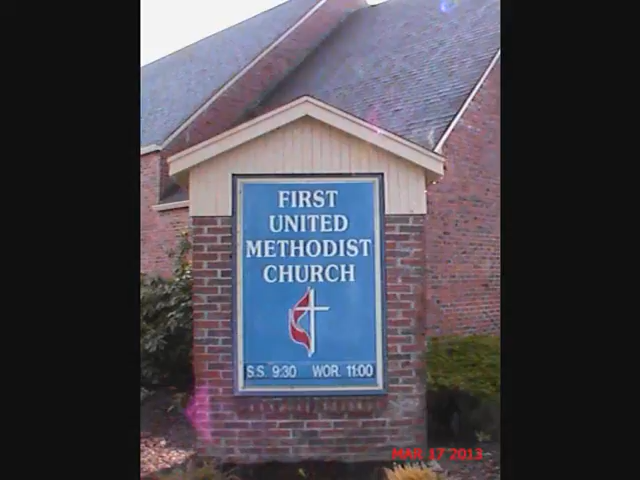 FIRST
UNITED
METHODIST
CHURCH
S.S. 9:30 WOR. 11:00
MAR 17 2013